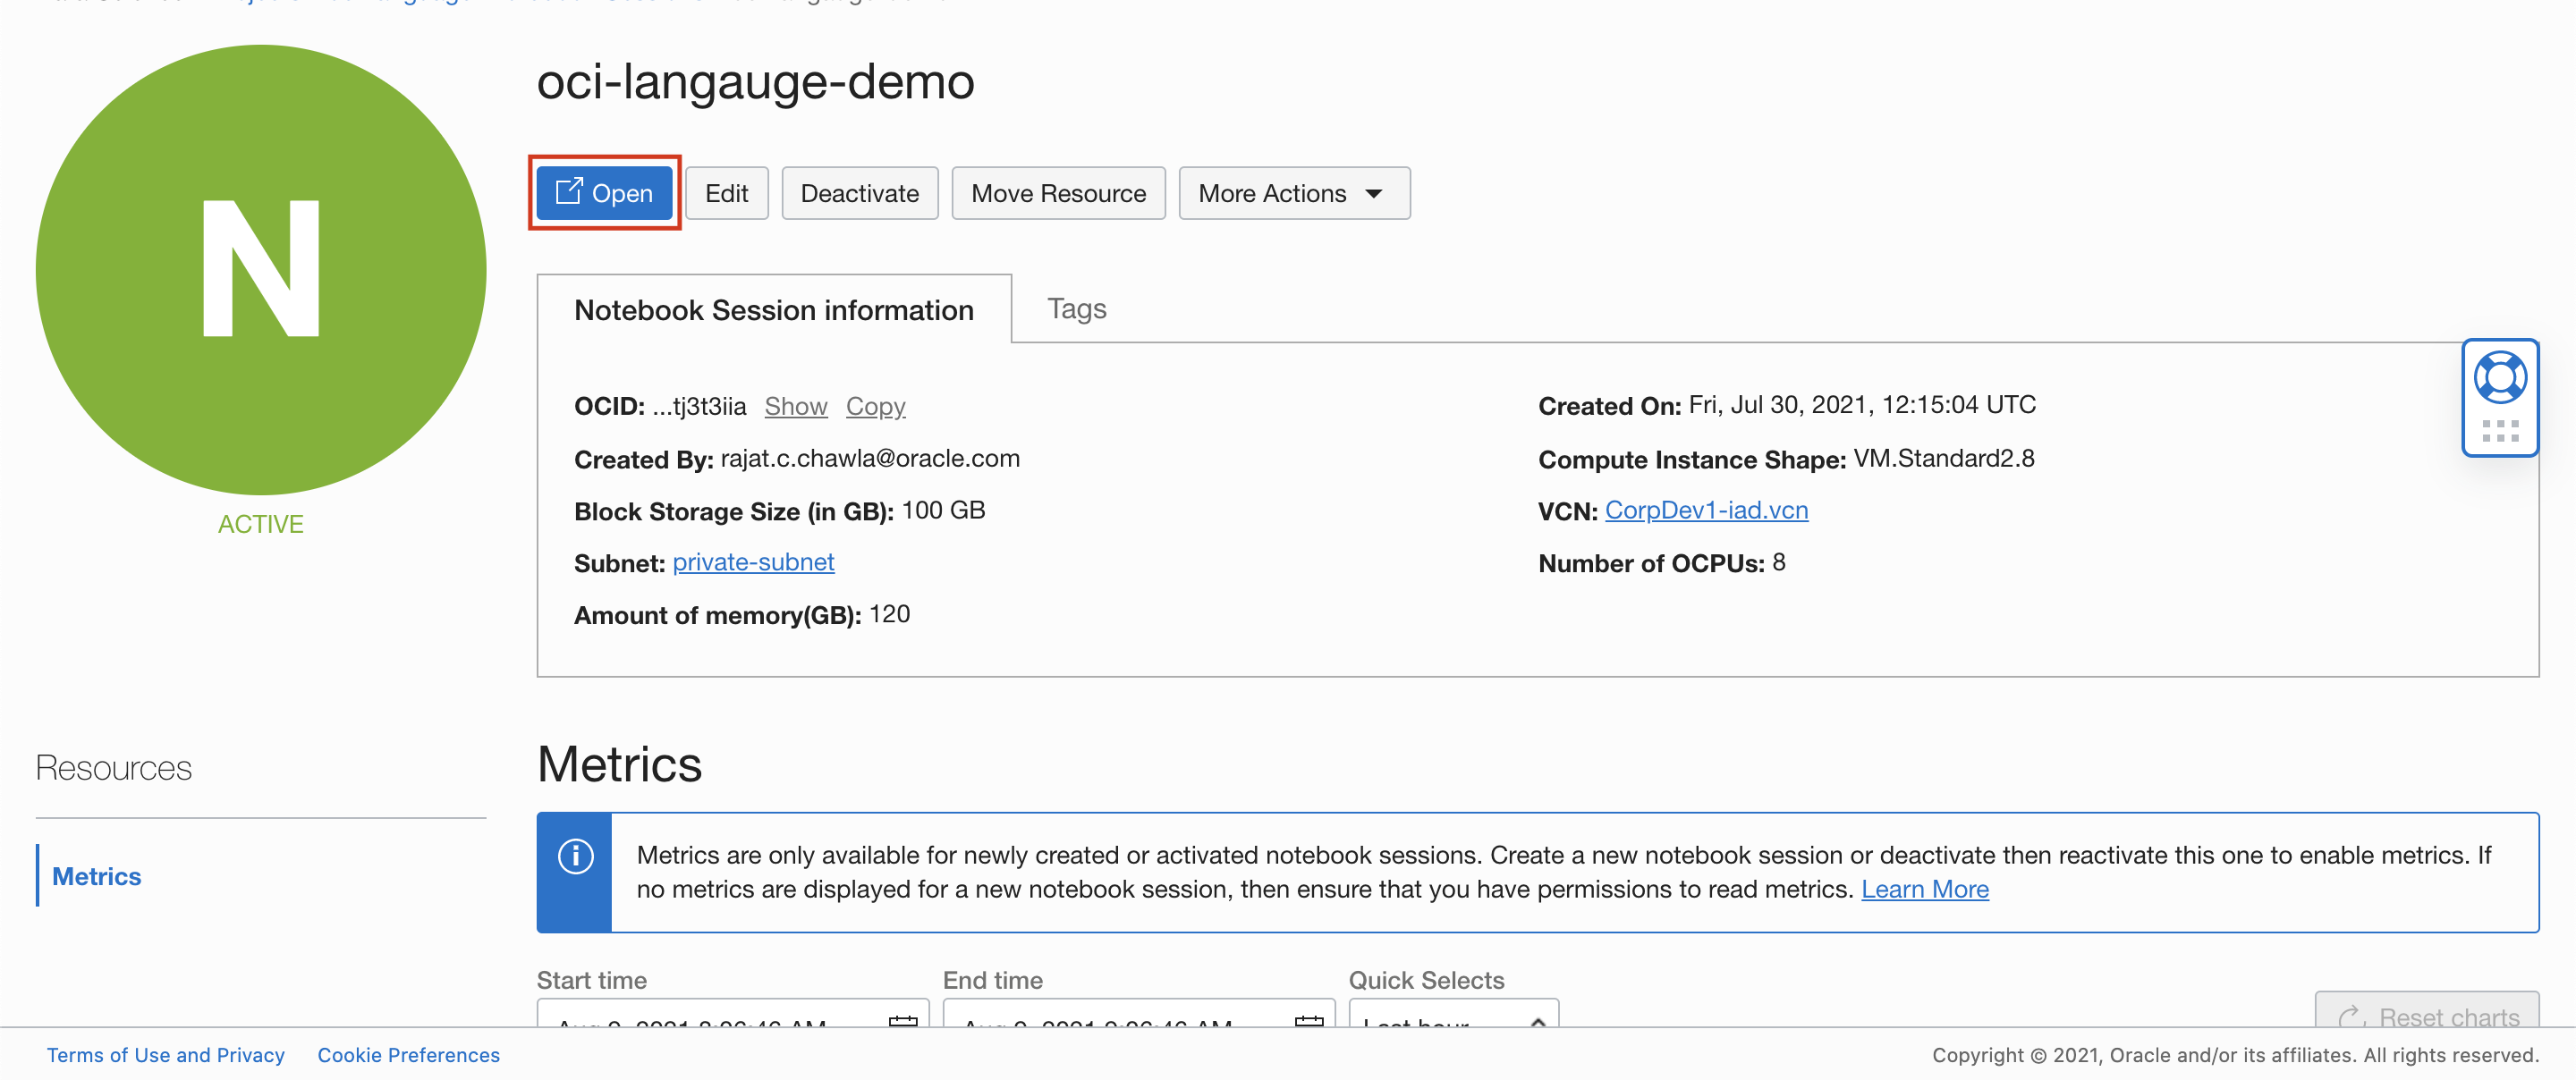 oci-langauge-demo
Open
Edit
Deactivate
Move Resource
More Actions
N
ACTIVE
Notebook Session information
Tags
OCID: ...tj3t3iia Show Copy
Created By: rajat.c.chawla@oracle.com
Block Storage Size (in GB): 100 GB
Subnet: private-subnet
Amount of memory(GB): 120
Created On: Fri, Jul 30, 2021, 12:15:04 UTC
Compute Instance Shape: VM.Standard2.8
VCN: CorpDev1-iad.vcn
Number of OCPUs: 8
Resources
Metrics
Metrics
Metrics are only available for newly created or activated notebook sessions. Create a new notebook session or deactivate then reactivate this one to enable metrics. If
no metrics are displayed for a new notebook session, then ensure that you have permissions to read metrics. Learn More
Start time
End time
Quick Selects
Last hour
Reset charts
Terms of Use and Privacy
Cookie Preferences
Copyright © 2021, Oracle and/or its affiliates. All rights reserved.